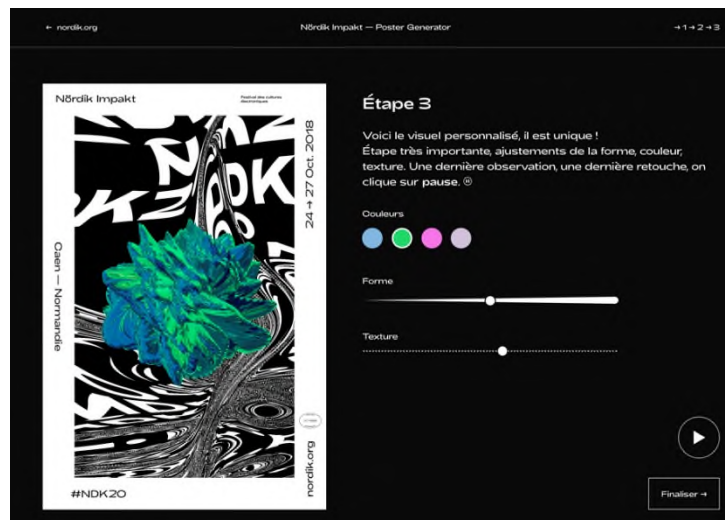 ← nordik.org
Nördik Impakt — Poster Generator
→1→2→3
Nördik Impakt
Festival des cultures
électroniques
24 → 27 Oct. 2018
Caen — Normandie
nordik.org
#NDK20
Étape 3
Voici le visuel personnalisé, il est unique !
Étape très importante, ajustements de la forme, couleur,
texture. Une dernière observation, une dernière retouche, on
clique sur pause. ⏸
Couleurs
Forme
Texture
Finaliser →